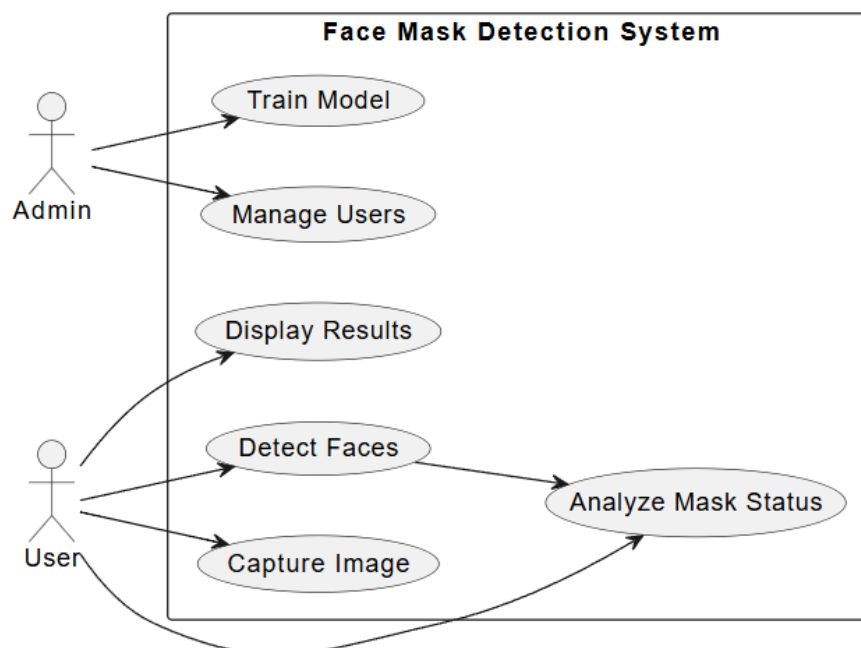 Face Mask Detection System
Train Model
Admin
Manage Users
Display Results
Detect Faces
Analyze Mask Status
User
Capture Image